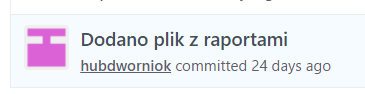 Dodano plik z raportami
hubdworniok committed 24 days ago